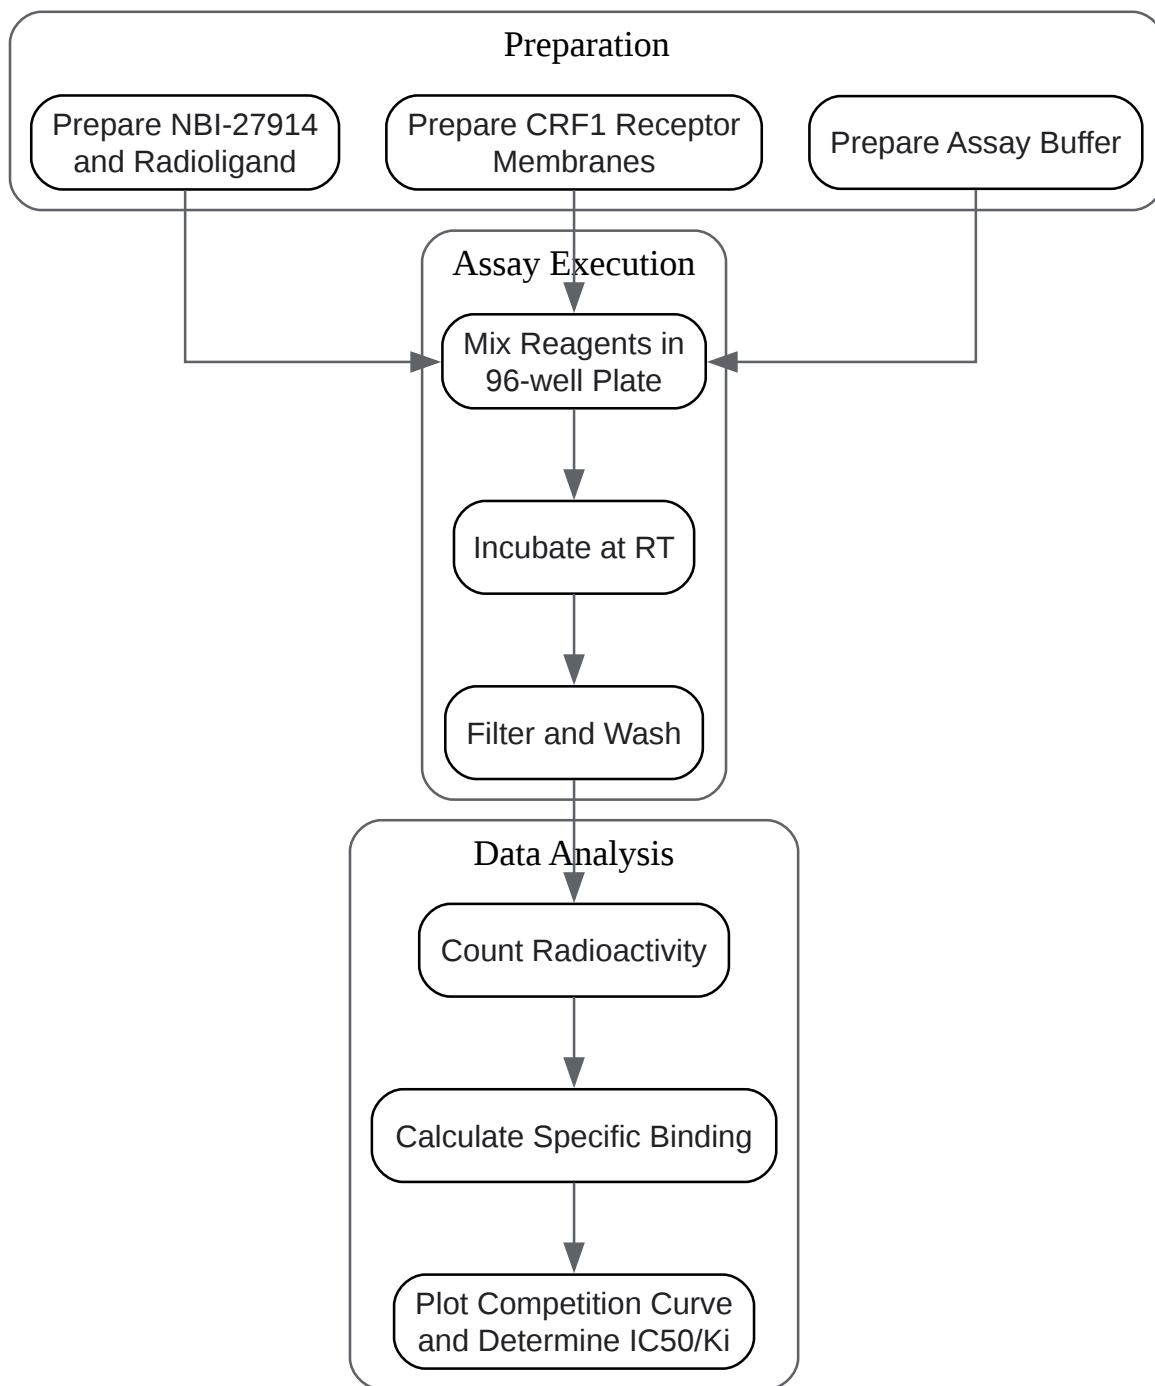 Preparation
Prepare NBI-27914
and Radioligand
Prepare CRF1 Receptor
Membranes
Prepare Assay Buffer
Assay Execution
Mix Reagents in
96-well Plate
Incubate at RT
Filter and Wash
Data Analysis
Count Radioactivity
Calculate Specific Binding
Plot Competition Curve
and Determine IC50/Ki